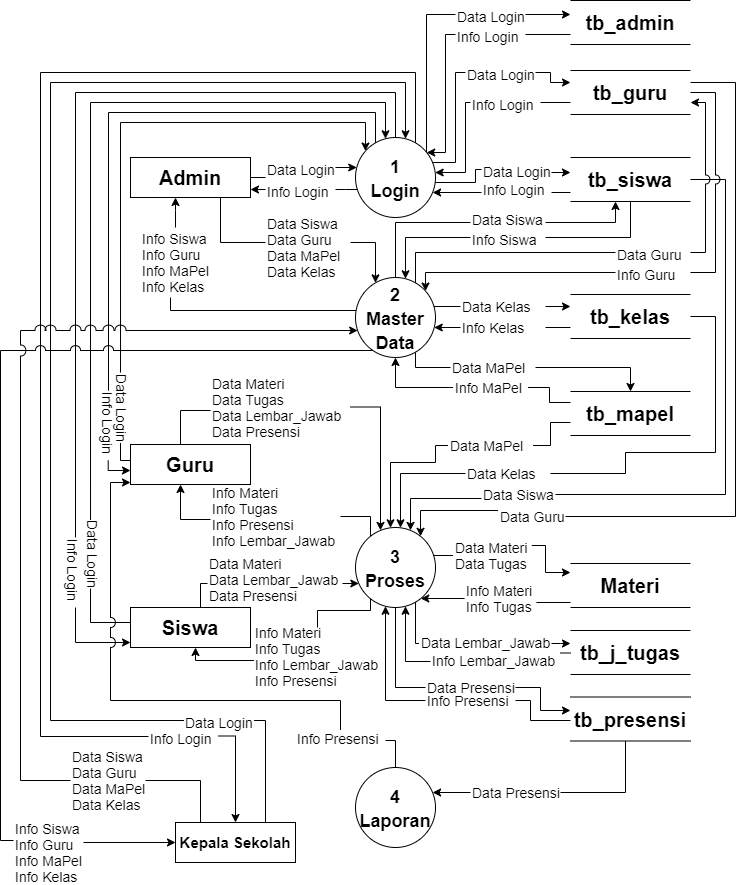 Data Login
Info Login
tb_admin
Data Login
Info Login
tb_guru
1
Login
Admin
Data Login
Info Login
Data Login
Info Login
tb_siswa
Data Siswa
Info Siswa
Info Siswa
Info Guru
Info MaPel
Info Kelas
Data Siswa
Data Guru
Data MaPel
Data Kelas
Data Guru
Info Guru
2
Master
Data
Data Kelas
Info Kelas
tb_kelas
Data MaPel
Info MaPel
tb_mapel
Data Login
Info Login
Data Materi
Data Tugas
Data Lembar_Jawab
Data Presensi
Guru
Data MaPel
Data Kelas
Data Siswa
Data Guru
Info Materi
Info Tugas
Info Presensi
Info Lembar_Jawab
Data Login
Info Login
3
Proses
Data Materi
Data Tugas
Info Materi
Info Tugas
Materi
Data Materi
Data Lembar_Jawab
Data Presensi
Siswa
Info Materi
Info Tugas
Info Lembar_Jawab
Info Presensi
Data Lembar_Jawab
Info Lembar_Jawab
tb_j_tugas
Data Presensi
Info Presensi
tb_presensi
Data Login
Info Login
Info Presensi
Data Siswa
Data Guru
Data MaPel
Data Kelas
4
Laporan
Data Presensi
Kepala Sekolah
Info Siswa
Info Guru
Info MaPel
Info Kelas